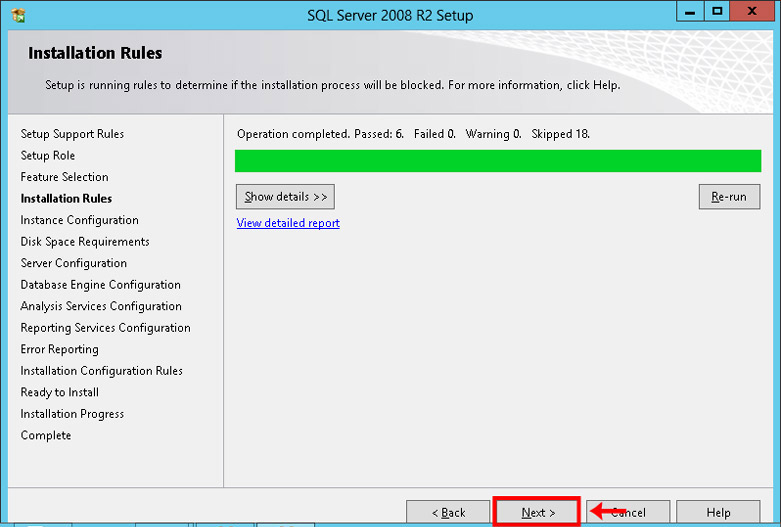 SQL Server 2008 R2 Setup
Installation Rules
Setup is running rules to determine if the installation process will be blocked. For more information, click Help.
Setup Support Rules
Setup Role
Feature Selection
Installation Rules
Instance Configuration
Disk Space Requirements
Server Configuration
Database Engine Configuration
Analysis Services Configuration
Reporting Services Configuration
Error Reporting
Installation Configuration Rules
Ready to Install
Installation Progress
Complete
Operation completed. Passed: 6. Failed 0. Warning 0. Skipped 18.
Show details >>
Re-run
View detailed report
< Back
Next >
Cancel
Help